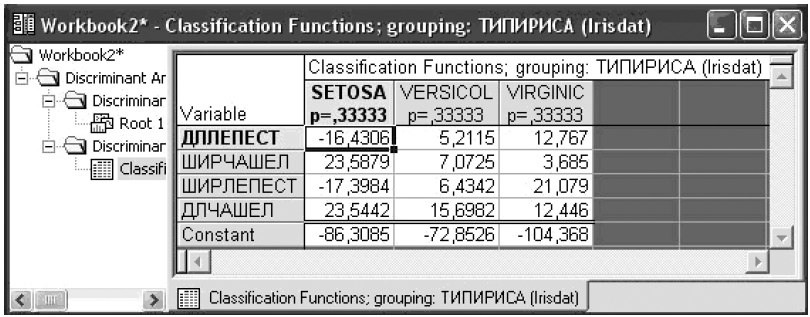 Workbook2* - Classification Functions; grouping: ТИПИРИСА (Irisdat)
Workbook2*
Discriminant Ar
Discriminar
Root 1
Discriminar
Classifi
Classification Functions; grouping: ТИПИРИСА (Irisdat)
Variable SETOSA p=,33333 VERSICOL p=,33333 VIRGINIC p=,33333
ДЛЛЕПЕСТ -16,4306 5,2115 12,767
ШИРЧАШЕЛ 23,5879 7,0725 3,685
ШИРЛЕПЕСТ -17,3984 6,4342 21,079
ДЛЧАШЕЛ 23,5442 15,6982 12,446
Constant -86,3085 -72,8526 -104,368
Classification Functions; grouping: ТИПИРИСА (Irisdat)